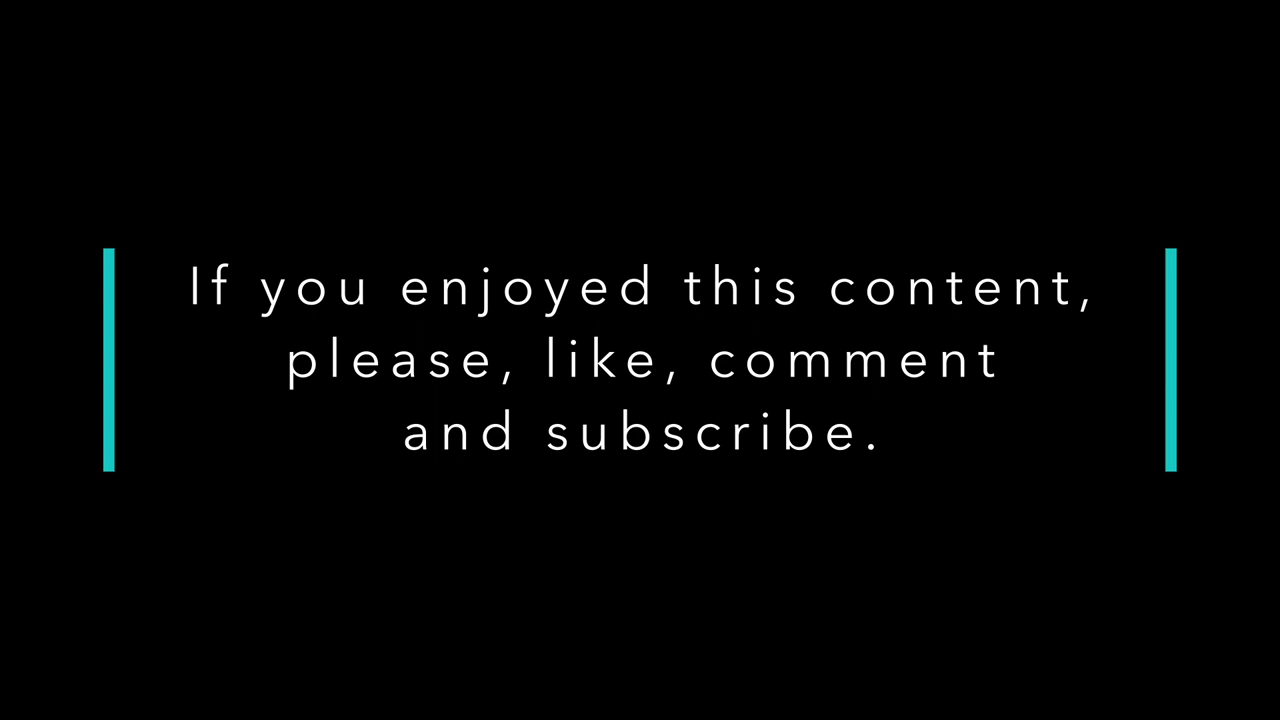 If you enjoyed this content,
please, like, comment
and subscribe.